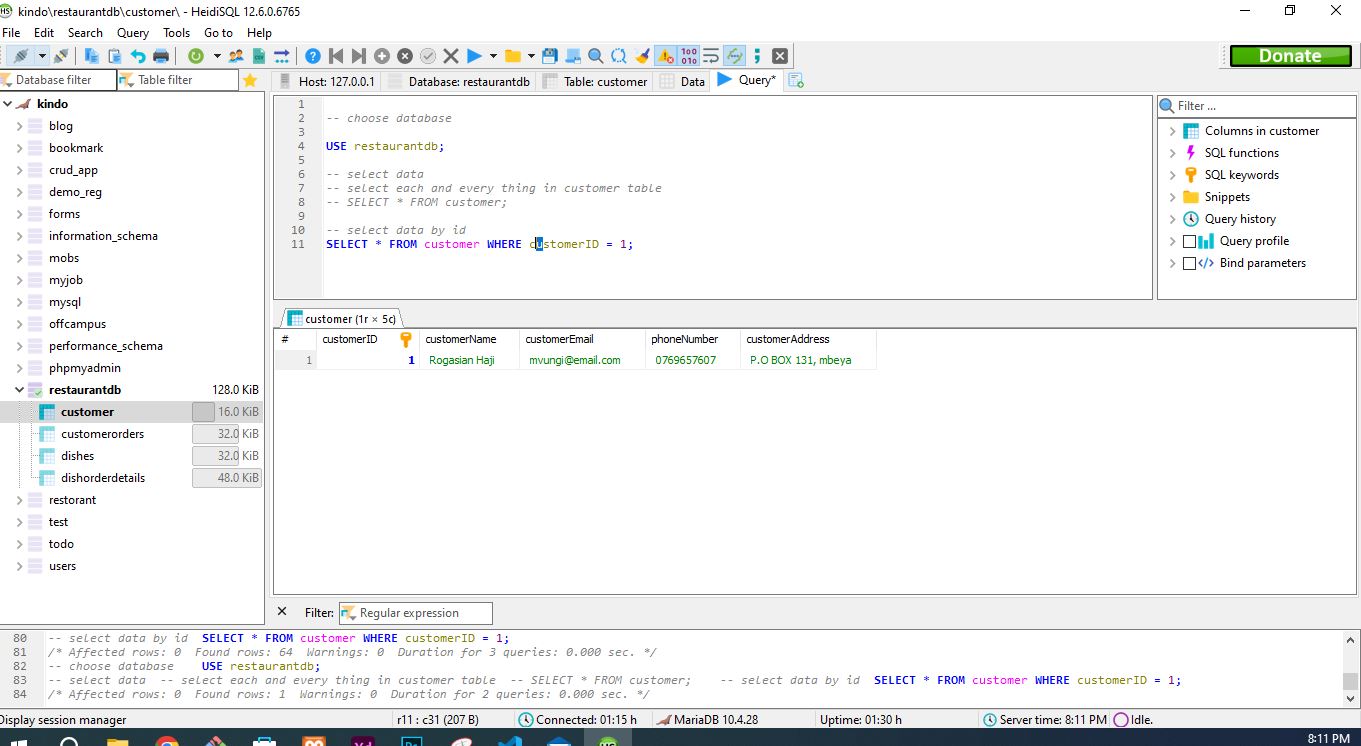 kindo\restaurantdb\customer\ - HeidiSQL 12.6.0.6765
File Edit Search Query Tools Go to Help
Donate
Database filter Table filter
Host: 127.0.0.1 Database: restaurantdb Table: customer Data Query*
kindo
blog
bookmark
crud_app
demo_reg
forms
information_schema
mobs
myjob
mysql
offcampus
performance_schema
phpmyadmin
restaurantdb 128.0 KiB
customer 16.0 KiB
customerorders 32.0 KiB
dishes 32.0 KiB
dishorderdetails 48.0 KiB
restorant
test
todo
users
1
2 -- choose database
3
4 USE restaurantdb;
5
6 -- select data
7 -- select each and every thing in customer table
8 -- SELECT * FROM customer;
9
10 -- select data by id
11 SELECT * FROM customer WHERE customerID = 1;
Filter ...
Columns in customer
SQL functions
SQL keywords
Snippets
Query history
Query profile
Bind parameters
customer (1r × 5c)
# customerID customerName customerEmail phoneNumber customerAddress
1 1 Rogasian Haji mvungi@email.com 0769657607 P.O BOX 131, mbeya
Filter: Regular expression
80 -- select data by id SELECT * FROM customer WHERE customerID = 1;
81 /* Affected rows: 0 Found rows: 64 Warnings: 0 Duration for 3 queries: 0.000 sec. */
82 -- choose database USE restaurantdb;
83 -- select data -- select each and every thing in customer table -- SELECT * FROM customer; -- select data by id SELECT * FROM customer WHERE customerID = 1;
84 /* Affected rows: 0 Found rows: 1 Warnings: 0 Duration for 2 queries: 0.000 sec. */
Display session manager r11 : c31 (207 B) Connected: 01:15 h MariaDB 10.4.28 Uptime: 01:30 h Server time: 8:11 PM Idle.
8:11 PM